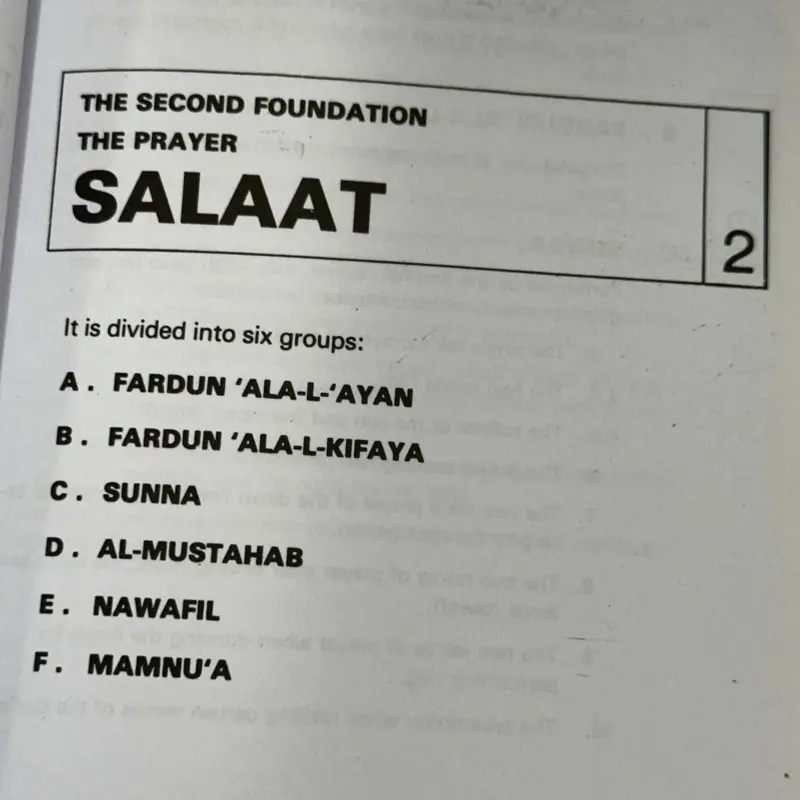 THE SECOND FOUNDATION
THE PRAYER
SALAAT
2
It is divided into six groups:
A. FARDUN ‘ALA-L-‘AYAN
B. FARDUN ‘ALA-L-KIFAYA
C. SUNNA
D. AL-MUSTAHAB
E. NAWAFIL
F. MAMNU‘A